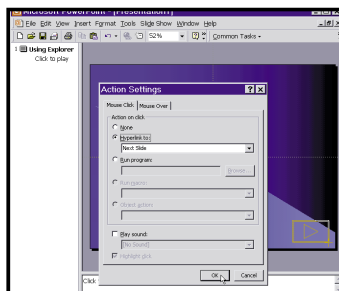 Microsoft PowerPoint - [Presentation1]
File Edit View Insert Format Tools Slide Show Window Help
52% Common Tasks
1 Using Explorer
Click to play
Action Settings
Mouse Click Mouse Over
Action on click
None
Hyperlink to:
Next Slide
Run program:
Browse...
Run macro:
Object action:
Play sound:
[No Sound]
Highlight click
OK Cancel
Click